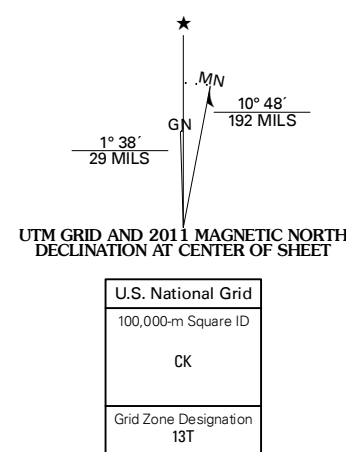 ★
MN
GN
10° 48´
192 MILS
1° 38´
29 MILS
UTM GRID AND 2011 MAGNETIC NORTH
DECLINATION AT CENTER OF SHEET
U.S. National Grid
100,000-m Square ID
CK
Grid Zone Designation
13T